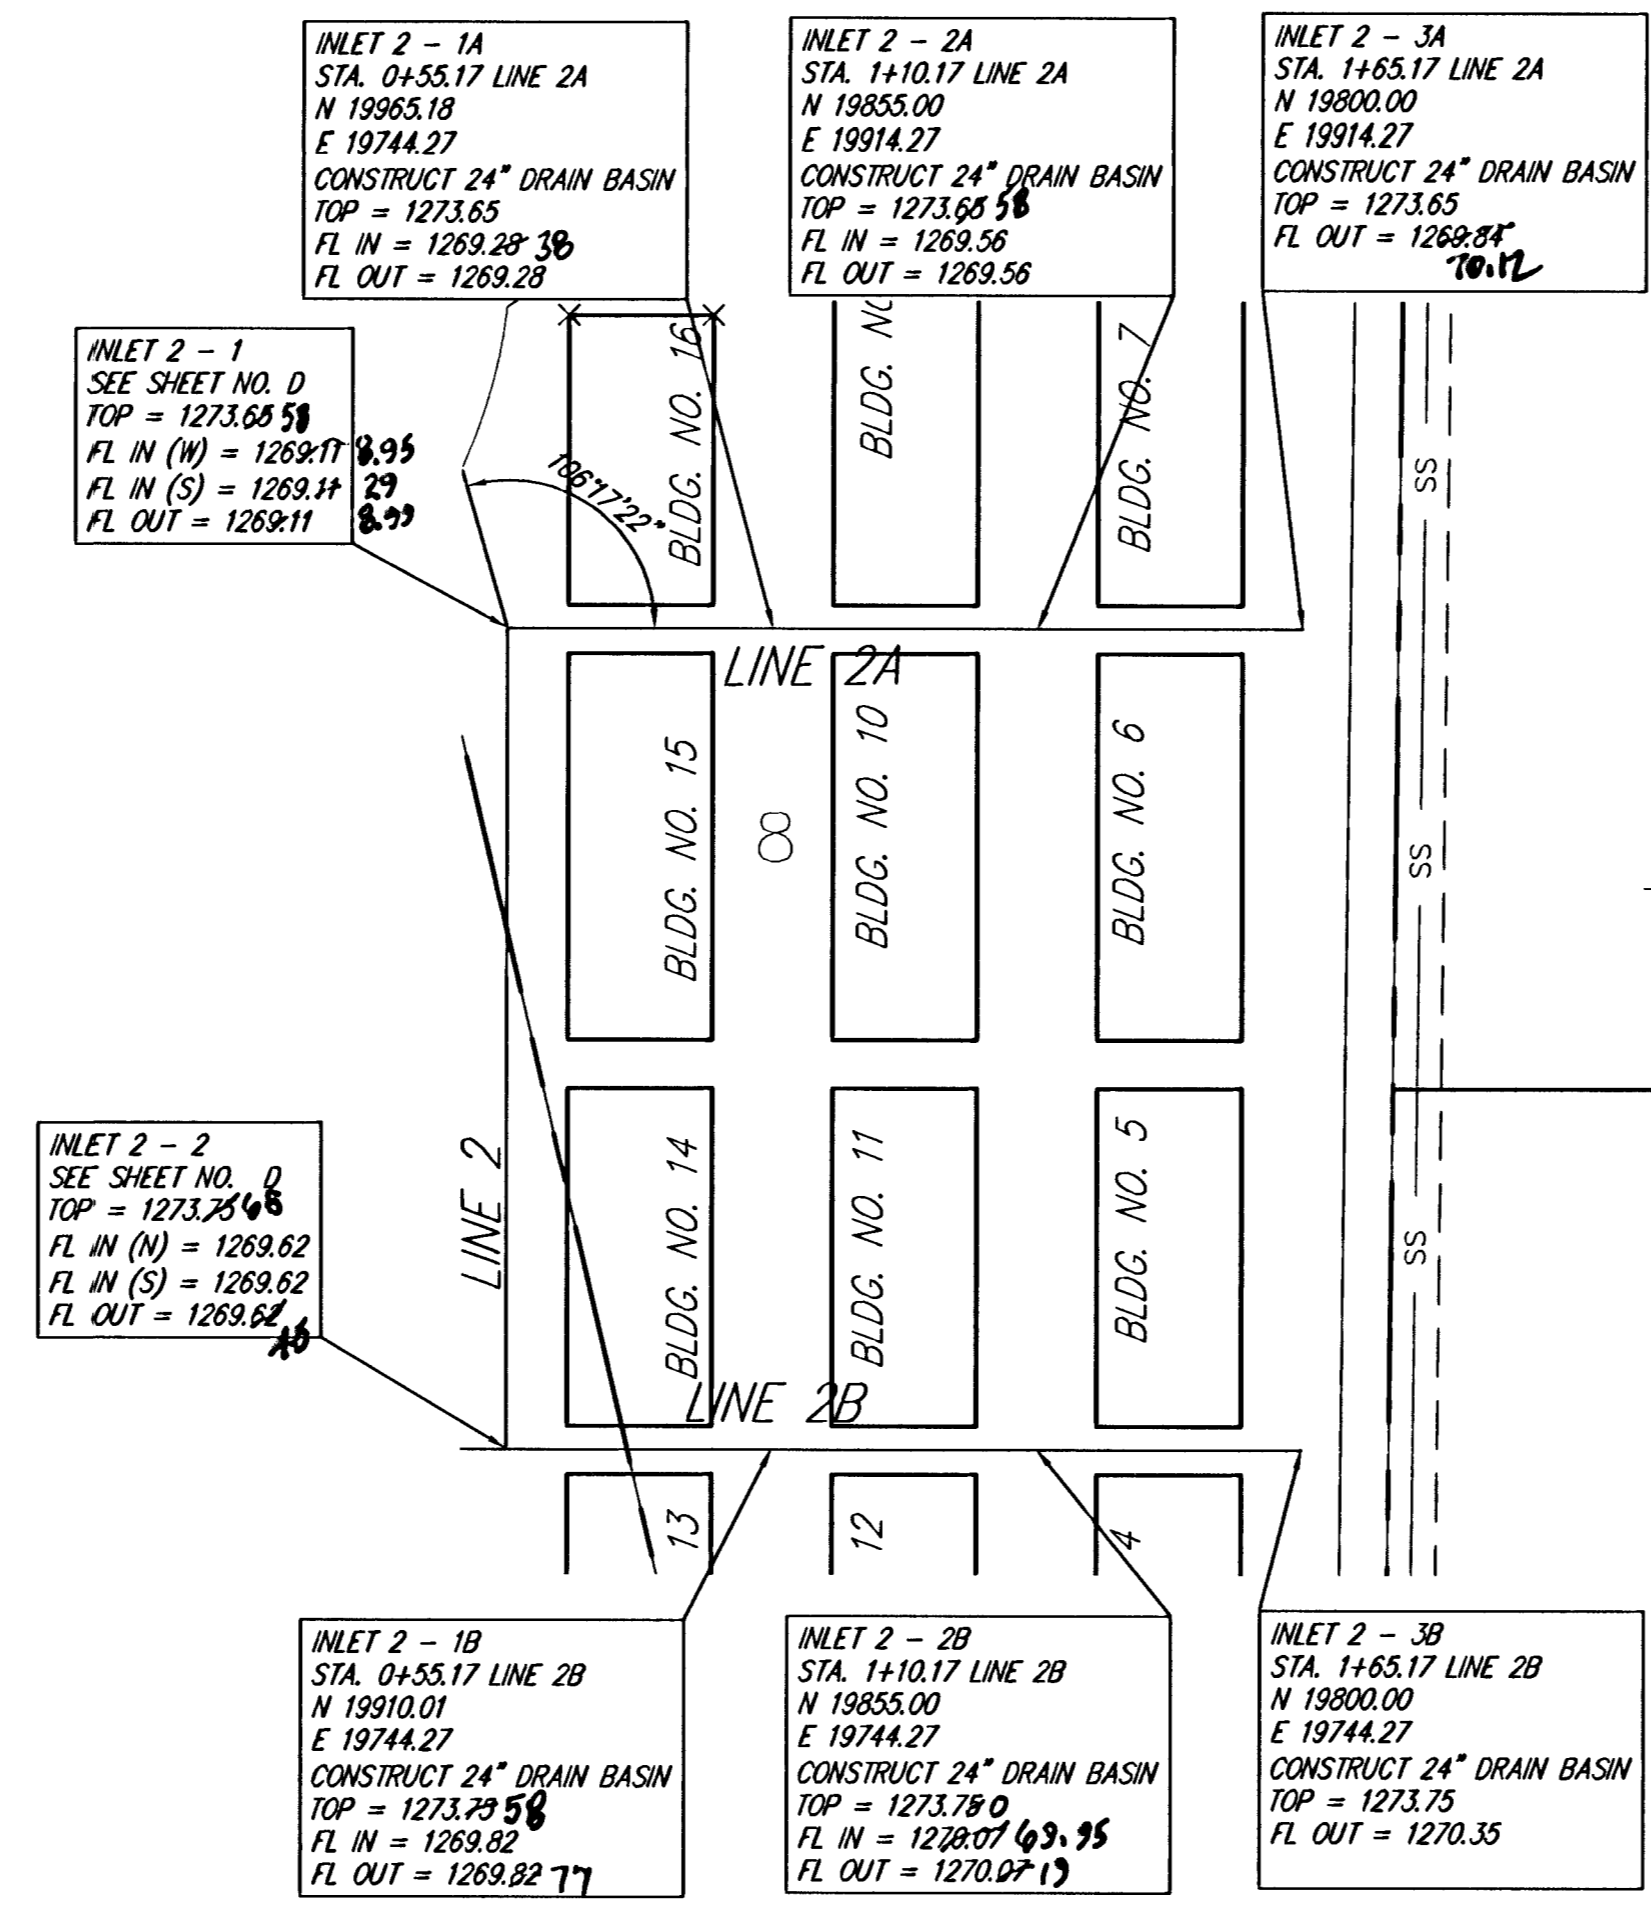 INLET 2 - 1A
STA. 0+55.17 LINE 2A
N 19965.18
E 19744.27
CONSTRUCT 24" DRAIN BASIN
TOP = 1273.65
FL IN = 1269.28 38
FL OUT = 1269.28
INLET 2 - 2A
STA. 1+10.17 LINE 2A
N 19855.00
E 19914.27
CONSTRUCT 24" DRAIN BASIN
TOP = 1273.65 58
FL IN = 1269.56
FL OUT = 1269.56
INLET 2 - 3A
STA. 1+65.17 LINE 2A
N 19800.00
E 19914.27
CONSTRUCT 24" DRAIN BASIN
TOP = 1273.65
FL OUT = 1269.84
70.12
INLET 2 - 1
SEE SHEET NO. D
TOP = 1273.65 58
FL IN (W) = 1269.11 8.95
FL IN (S) = 1269.11 29
FL OUT = 1269.11 8.99
106°17'22"
BLDG. NO. 16
BLDG. NO
BLDG. NO. 7
LINE 2A
BLDG. NO. 15
8
BLDG. NO. 10
BLDG. NO. 6
SS
SS
SS
INLET 2 - 2
SEE SHEET NO. D
TOP = 1273.75 68
FL IN (N) = 1269.62
FL IN (S) = 1269.62
FL OUT = 1269.62
LINE 2
BLDG. NO. 14
BLDG. NO. 11
BLDG. NO. 5
LINE 2B
13
12
4
INLET 2 - 1B
STA. 0+55.17 LINE 2B
N 19910.01
E 19744.27
CONSTRUCT 24" DRAIN BASIN
TOP = 1273.75 58
FL IN = 1269.82
FL OUT = 1269.82 77
INLET 2 - 2B
STA. 1+10.17 LINE 2B
N 19855.00
E 19744.27
CONSTRUCT 24" DRAIN BASIN
TOP = 1273.75 0
FL IN = 1270.07 69.95
FL OUT = 1270.07 19
INLET 2 - 3B
STA. 1+65.17 LINE 2B
N 19800.00
E 19744.27
CONSTRUCT 24" DRAIN BASIN
TOP = 1273.75
FL OUT = 1270.35